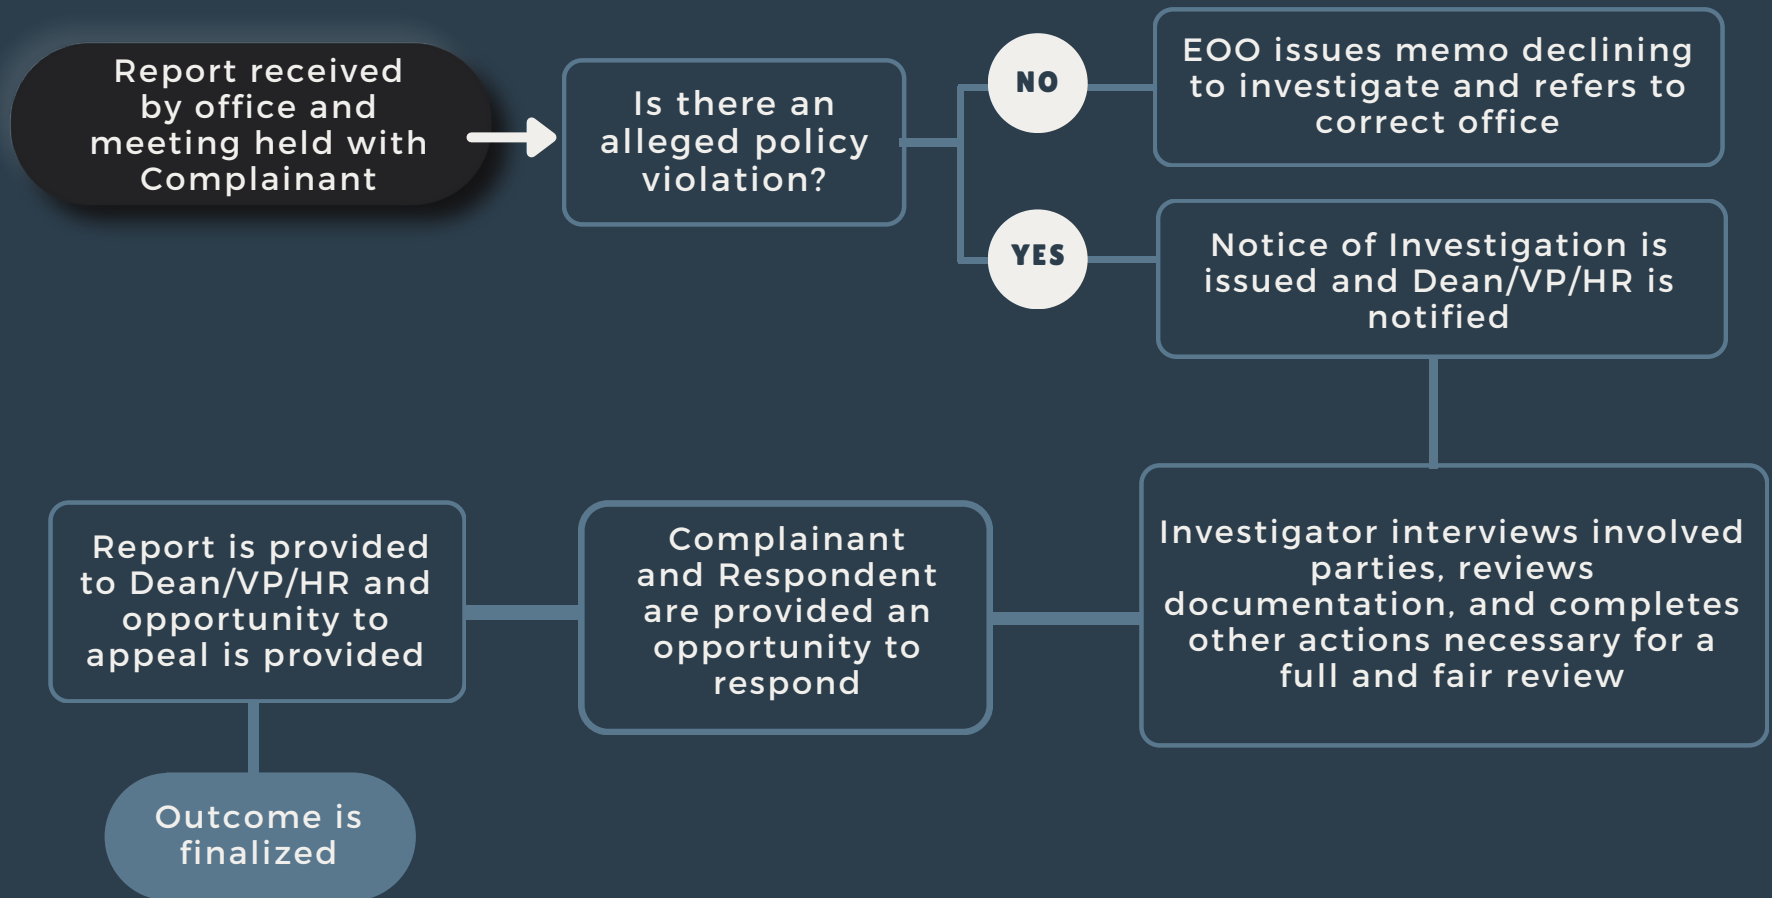 Report received
by office and
meeting held with
Complainant
Is there an
alleged policy
violation?
NO
EOO issues memo declining
to investigate and refers to
correct office
YES
Notice of Investigation is
issued and Dean/VP/HR is
notified
Investigator interviews involved
parties, reviews
documentation, and completes
other actions necessary for a
full and fair review
Complainant
and Respondent
are provided an
opportunity to
respond
Report is provided
to Dean/VP/HR and
opportunity to
appeal is provided
Outcome is
finalized